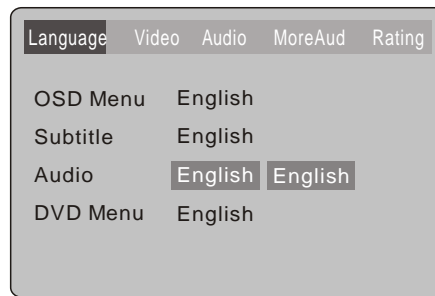 Language Video Audio MoreAud Rating
OSD Menu English
Subtitle English
Audio English English
DVD Menu English